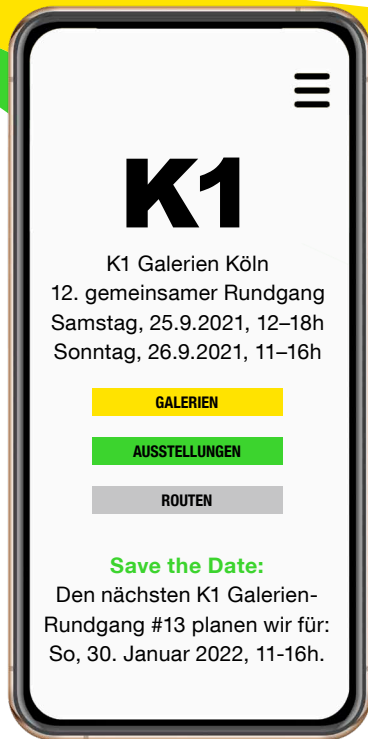 K1
K1 Galerien Köln
12. gemeinsamer Rundgang
Samstag, 25.9.2021, 12–18h
Sonntag, 26.9.2021, 11–16h
GALERIEN
AUSSTELLUNGEN
ROUTEN
Save the Date:
Den nächsten K1 Galerien-
Rundgang #13 planen wir für:
So, 30. Januar 2022, 11-16h.